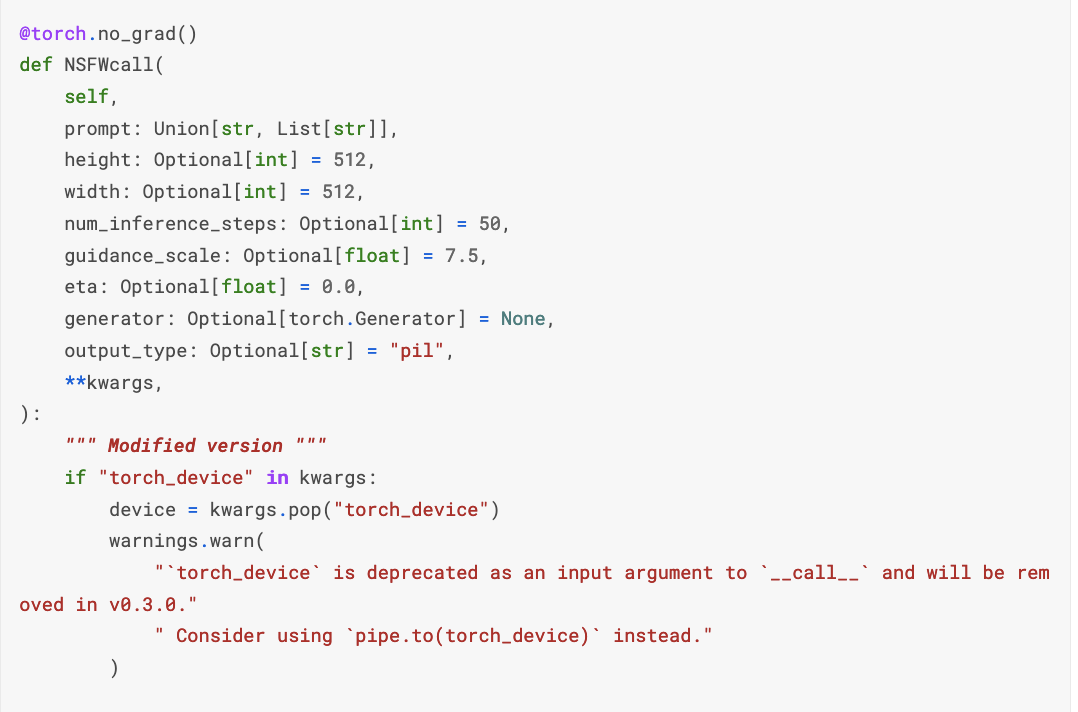 @torch.no_grad()
def NSFWcall(
    self,
    prompt: Union[str, List[str]],
    height: Optional[int] = 512,
    width: Optional[int] = 512,
    num_inference_steps: Optional[int] = 50,
    guidance_scale: Optional[float] = 7.5,
    eta: Optional[float] = 0.0,
    generator: Optional[torch.Generator] = None,
    output_type: Optional[str] = "pil",
    **kwargs,
):
    """ Modified version """
    if "torch_device" in kwargs:
        device = kwargs.pop("torch_device")
        warnings.warn(
            "`torch_device` is deprecated as an input argument to `__call__` and will be rem
oved in v0.3.0."
            " Consider using `pipe.to(torch_device)` instead."
        )